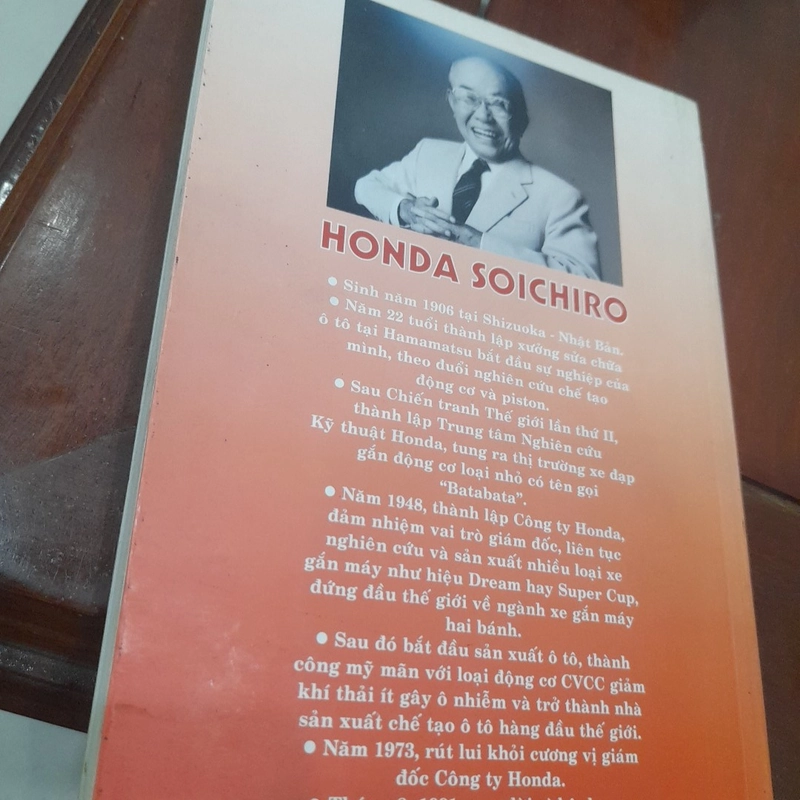 HONDA SOICHIRO
● Sinh năm 1906 tại Shizuoka - Nhật Bản.
● Năm 22 tuổi thành lập xưởng sửa chữa
ô tô tại Hamamatsu bắt đầu sự nghiệp của
mình, theo đuổi nghiên cứu chế tạo
động cơ và piston.
● Sau Chiến tranh Thế giới lần thứ II,
thành lập Trung tâm Nghiên cứu
Kỹ thuật Honda, tung ra thị trường xe đạp
gắn động cơ loại nhỏ có tên gọi
“Batabata”.
● Năm 1948, thành lập Công ty Honda,
đảm nhiệm vai trò giám đốc, liên tục
nghiên cứu và sản xuất nhiều loại xe
gắn máy như hiệu Dream hay Super Cup,
đứng đầu thế giới về ngành xe gắn máy
hai bánh.
● Sau đó bắt đầu sản xuất ô tô, thành
công mỹ mãn với loại động cơ CVCC giảm
khí thải ít gây ô nhiễm và trở thành nhà
sản xuất chế tạo ô tô hàng đầu thế giới.
● Năm 1973, rút lui khỏi cương vị giám
đốc Công ty Honda.